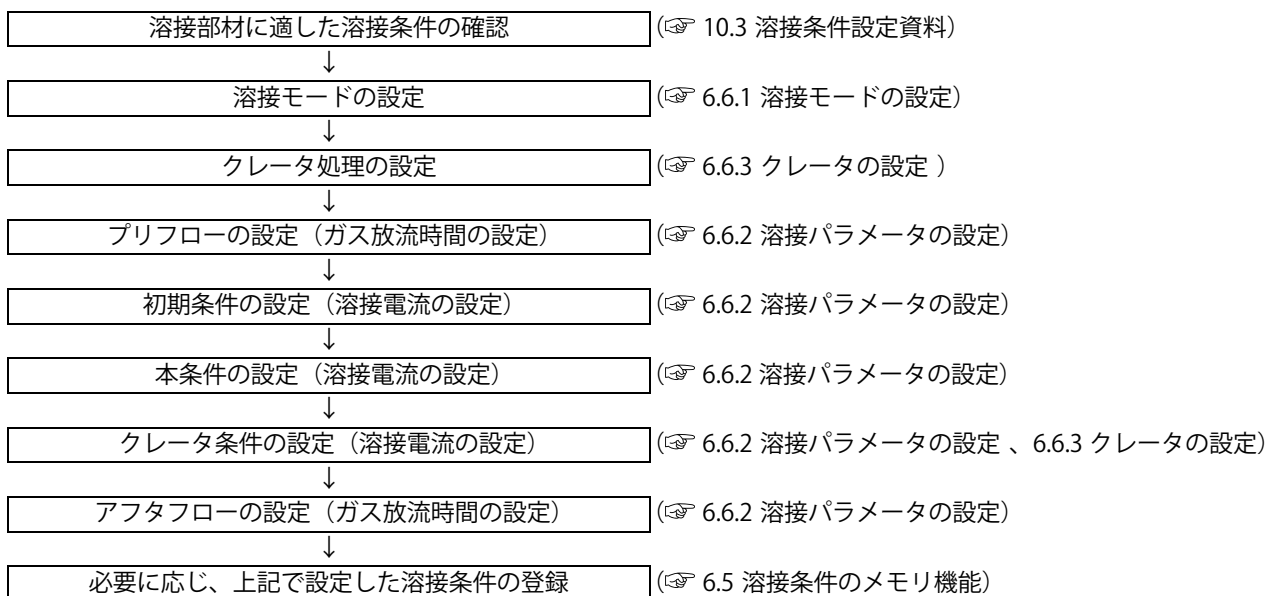 溶接部材に適した溶接条件の確認 (☞ 10.3 溶接条件設定資料)
↓
溶接モードの設定 (☞ 6.6.1 溶接モードの設定)
↓
クレータ処理の設定 (☞ 6.6.3 クレータの設定 )
↓
プリフローの設定（ガス放流時間の設定） (☞ 6.6.2 溶接パラメータの設定)
↓
初期条件の設定（溶接電流の設定） (☞ 6.6.2 溶接パラメータの設定)
↓
本条件の設定（溶接電流の設定） (☞ 6.6.2 溶接パラメータの設定)
↓
クレータ条件の設定（溶接電流の設定） (☞ 6.6.2 溶接パラメータの設定 、6.6.3 クレータの設定)
↓
アフタフローの設定（ガス放流時間の設定） (☞ 6.6.2 溶接パラメータの設定)
↓
必要に応じ、上記で設定した溶接条件の登録 (☞ 6.5 溶接条件のメモリ機能)